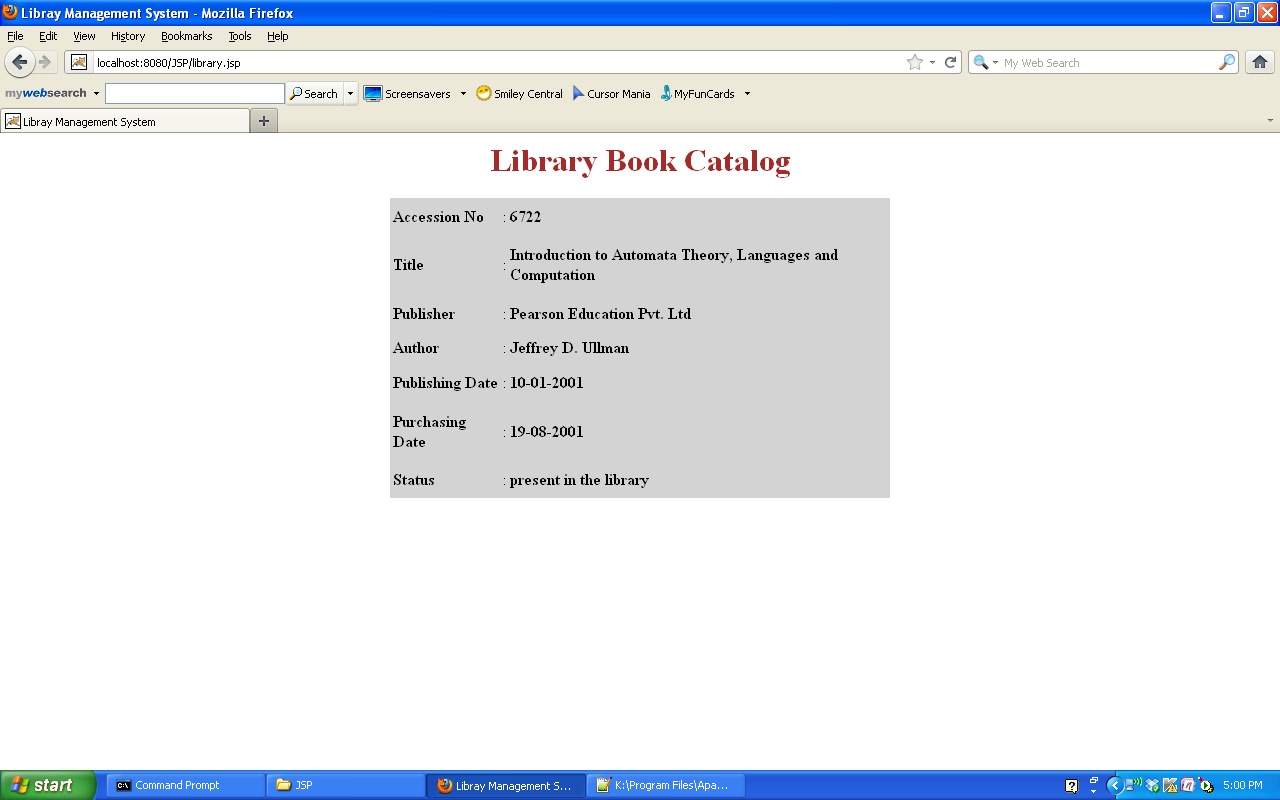 Libray Management System - Mozilla Firefox
File Edit View History Bookmarks Tools Help
localhost:8080/JSP/library.jsp My Web Search
mywebsearch Search Screensavers Smiley Central Cursor Mania MyFunCards
Libray Management System
Library Book Catalog
Accession No : 6722
Title : Introduction to Automata Theory, Languages and
Computation
Publisher : Pearson Education Pvt. Ltd
Author : Jeffrey D. Ullman
Publishing Date : 10-01-2001
Purchasing
Date : 19-08-2001
Status : present in the library
start Command Prompt JSP Libray Management S... K:\Program Files\Apa... 5:00 PM